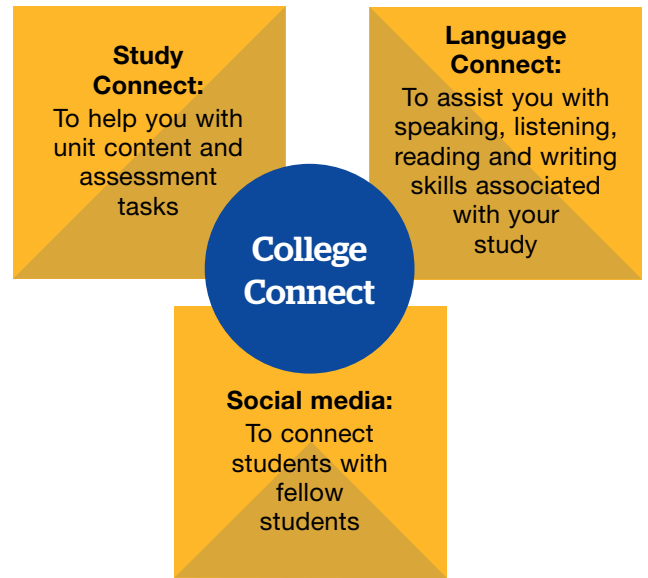 Study
Connect:
To help you with
unit content and
assessment
tasks
Language
Connect:
To assist you with
speaking, listening,
reading and writing
skills associated
with your
study
College
Connect
Social media:
To connect
students with
fellow
students